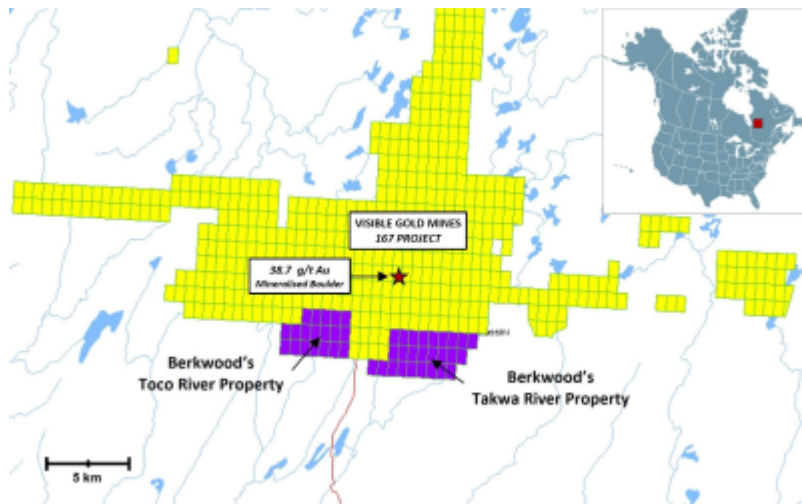 VISIBLE GOLD MINES
167 PROJECT
38.7 g/t Au
Mineralised Boulder
Berkwood's
Toco River Property
Berkwood's
Takwa River Property
5 km